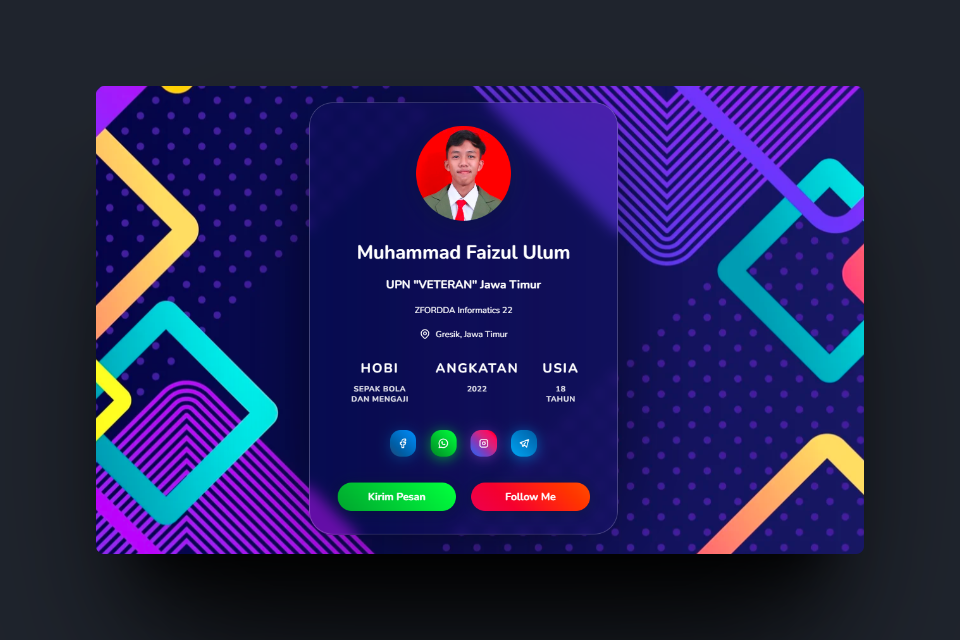 Muhammad Faizul Ulum
UPN "VETERAN" Jawa Timur
ZFORDDA Informatics 22
Gresik, Jawa Timur
HOBI ANGKATAN USIA
SEPAK BOLA 2022 18
DAN MENGAJI TAHUN
Kirim Pesan Follow Me